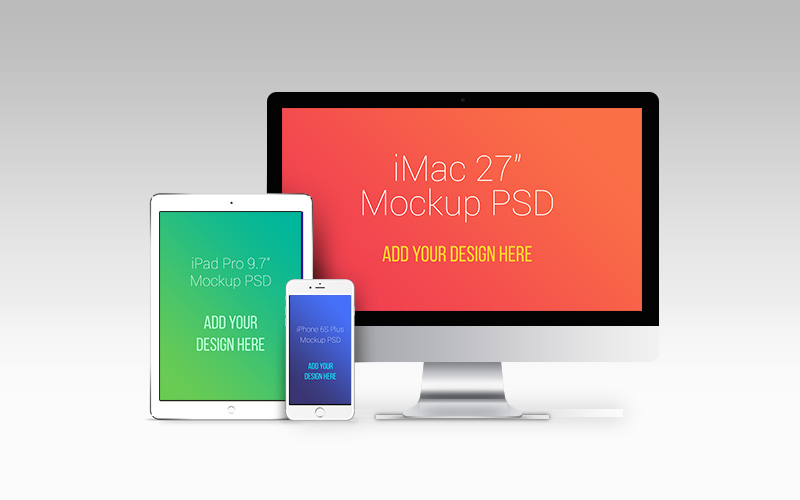 iMac 27”
Mockup PSD
ADD YOUR DESIGN HERE
iPad Pro 9.7”
Mockup PSD
ADD YOUR
DESIGN HERE
iPhone 6S Plus
Mockup PSD
ADD YOUR
DESIGN HERE